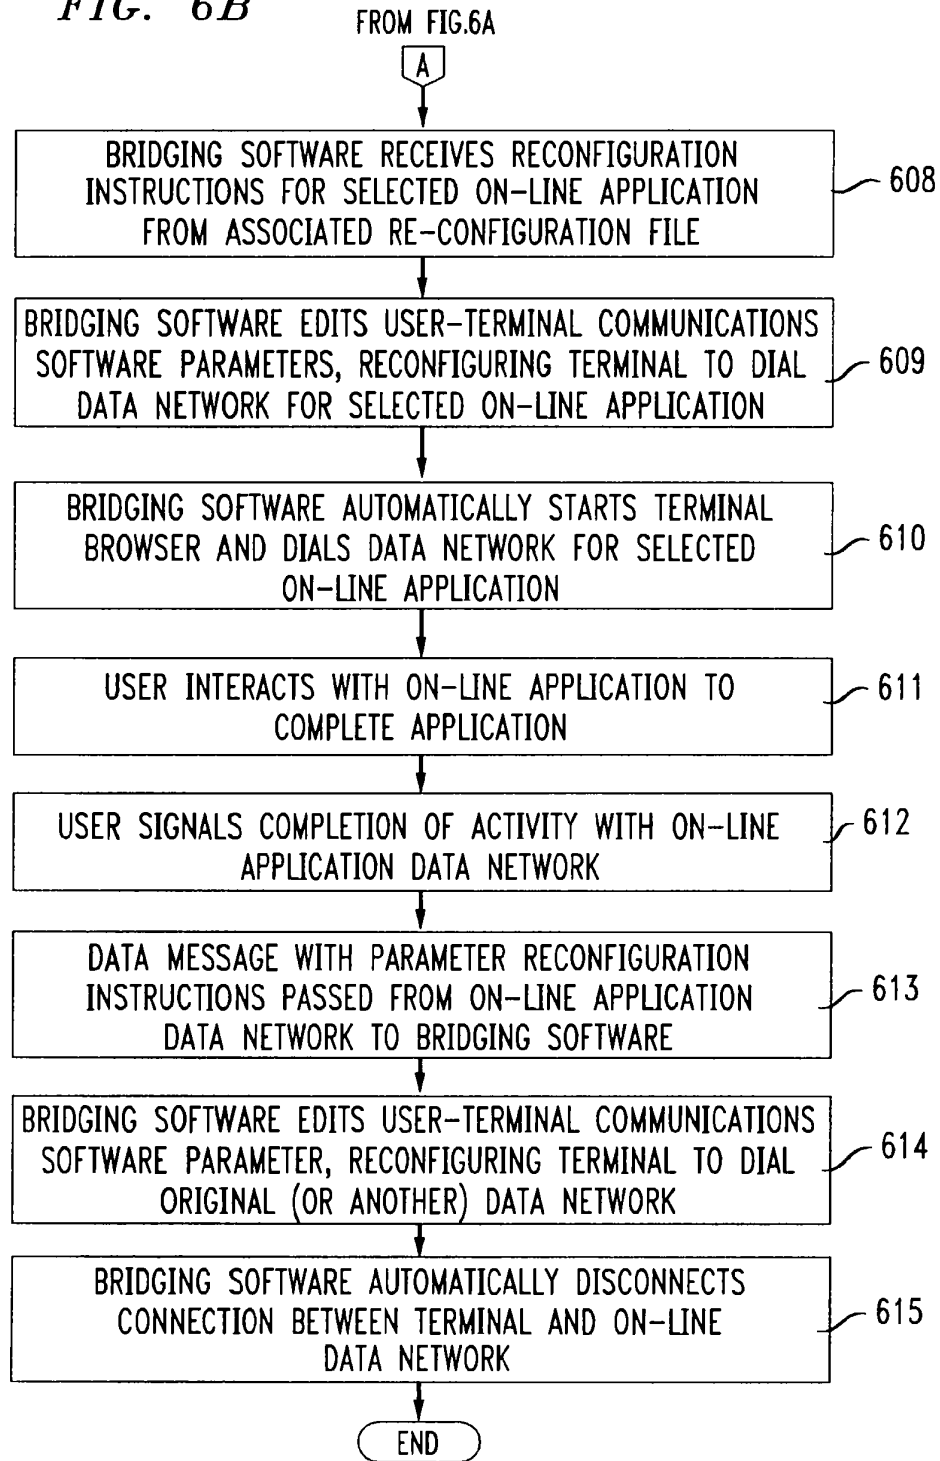 FIG. 6B
FROM FIG.6A
A
BRIDGING SOFTWARE RECEIVES RECONFIGURATION
INSTRUCTIONS FOR SELECTED ON-LINE APPLICATION
FROM ASSOCIATED RE-CONFIGURATION FILE
608
BRIDGING SOFTWARE EDITS USER-TERMINAL COMMUNICATIONS
SOFTWARE PARAMETERS, RECONFIGURING TERMINAL TO DIAL
DATA NETWORK FOR SELECTED ON-LINE APPLICATION
609
BRIDGING SOFTWARE AUTOMATICALLY STARTS TERMINAL
BROWSER AND DIALS DATA NETWORK FOR SELECTED
ON-LINE APPLICATION
610
USER INTERACTS WITH ON-LINE APPLICATION TO
COMPLETE APPLICATION
611
USER SIGNALS COMPLETION OF ACTIVITY WITH ON-LINE
APPLICATION DATA NETWORK
612
DATA MESSAGE WITH PARAMETER RECONFIGURATION
INSTRUCTIONS PASSED FROM ON-LINE APPLICATION
DATA NETWORK TO BRIDGING SOFTWARE
613
BRIDGING SOFTWARE EDITS USER-TERMINAL COMMUNICATIONS
SOFTWARE PARAMETER, RECONFIGURING TERMINAL TO DIAL
ORIGINAL (OR ANOTHER) DATA NETWORK
614
BRIDGING SOFTWARE AUTOMATICALLY DISCONNECTS
CONNECTION BETWEEN TERMINAL AND ON-LINE
DATA NETWORK
615
END